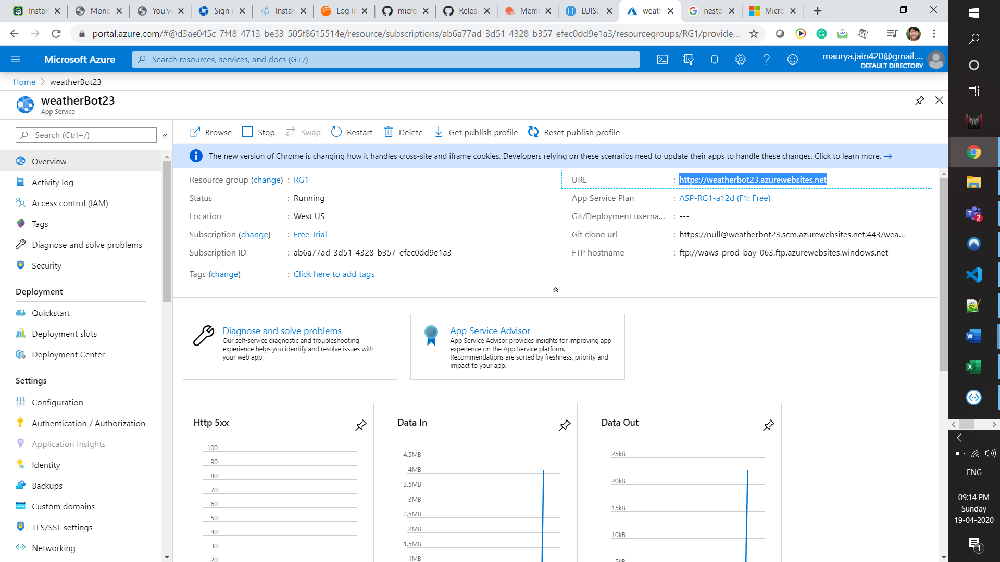 InstaR
Mone
You've
Sign i
InstaR
Log In
micro
Relea
Meml
LUIS:
weath
neste
Micro
portal.azure.com/#@d3ae045c-7f48-4713-be33-505f8615514e/resource/subscriptions/ab6a77ad-3d51-4328-b357-efec0dd9e1a3/resourcegroups/RG1/provide...
Microsoft Azure
Search resources, services, and docs (G+/)
maurya.jain420@gmail....
DEFAULT DIRECTORY
Home > weatherBot23
weatherBot23
App Service
Search (Ctrl+/)
Overview
Activity log
Access control (IAM)
Tags
Diagnose and solve problems
Security
Deployment
Quickstart
Deployment slots
Deployment Center
Settings
Configuration
Authentication / Authorization
Application Insights
Identity
Backups
Custom domains
TLS/SSL settings
Networking
Browse Stop Swap Restart Delete Get publish profile Reset publish profile
The new version of Chrome is changing how it handles cross-site and iframe cookies. Developers relying on these scenarios need to update their apps to handle these changes. Click to learn more. →
Resource group (change) : RG1
Status : Running
Location : West US
Subscription (change) : Free Trial
Subscription ID : ab6a77ad-3d51-4328-b357-efec0dd9e1a3
Tags (change) : Click here to add tags
URL : https://weatherbot23.azurewebsites.net
App Service Plan : ASP-RG1-a12d (F1: Free)
Git/Deployment userna... : ---
Git clone url : https://null@weatherbot23.scm.azurewebsites.net:443/wea...
FTP hostname : ftp://waws-prod-bay-063.ftp.azurewebsites.windows.net
Diagnose and solve problems
Our self-service diagnostic and troubleshooting
experience helps you identify and resolve issues with
your web app.
App Service Advisor
App Service Advisor provides insights for improving app
experience on the App Service platform.
Recommendations are sorted by freshness, priority and
impact to your app.
Http 5xx
100
90
80
70
60
50
40
30
20
Data In
4.5MB
4MB
3.5MB
3MB
2.5MB
2MB
1.5MB
1MB
Data Out
25kB
20kB
15kB
10kB
5kB
2
ENG
09:14 PM
Sunday
19-04-2020
1